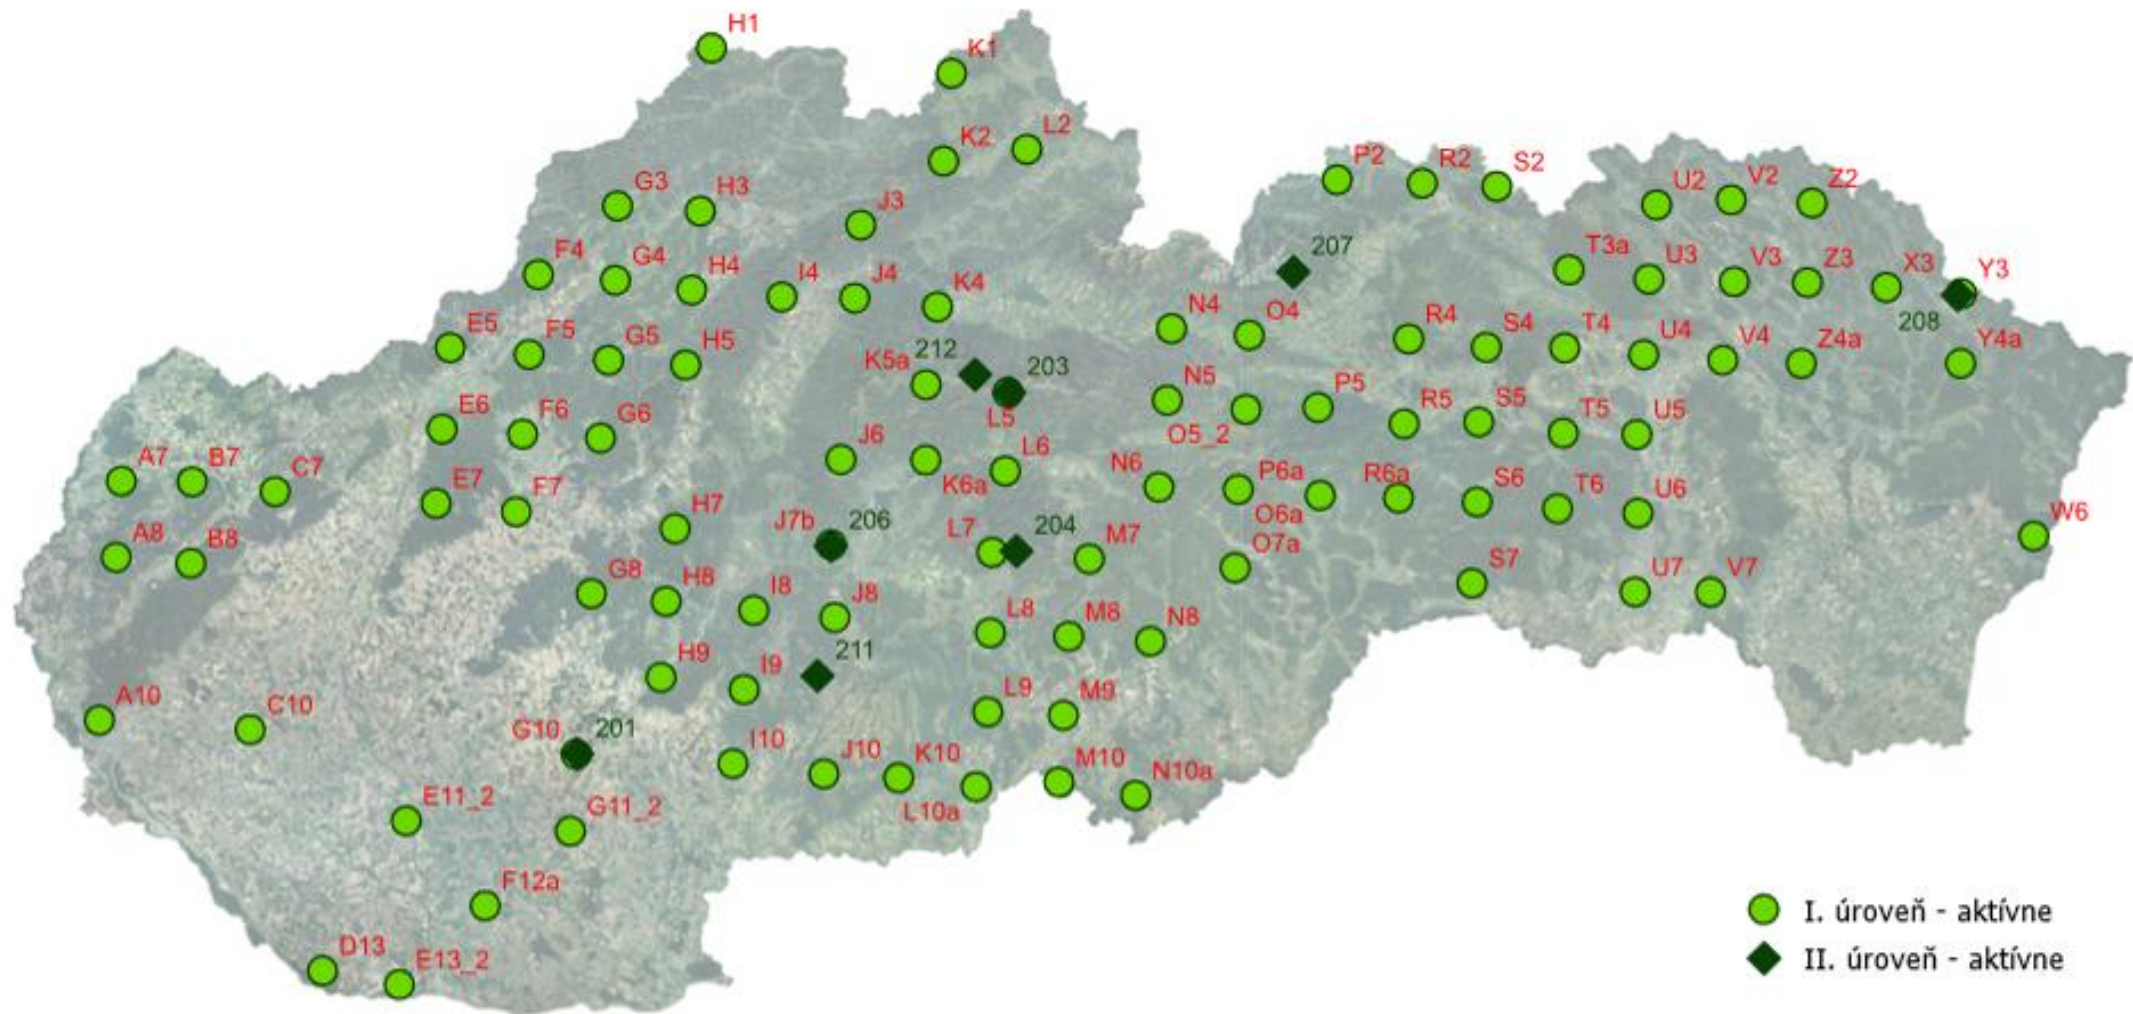 H1
K1
K2
L2
P2
R2
S2
U2
V2
Z2
G3
H3
J3
207
T3a
U3
V3
Z3
X3
Y3
F4
G4
H4
I4
J4
K4
N4
O4
R4
S4
T4
U4
V4
Z4a
208
Y4a
E5
F5
G5
H5
K5a
212
203
L5
N5
O5_2
P5
R5
S5
T5
U5
E6
F6
G6
J6
K6a
L6
N6
P6a
O6a
R6a
S6
T6
U6
W6
A7
B7
C7
E7
F7
H7
J7b
206
L7
204
M7
O7a
S7
U7
V7
A8
B8
G8
H8
I8
J8
L8
M8
N8
H9
I9
211
L9
M9
A10
C10
G10
201
I10
J10
K10
L10a
M10
N10a
E11_2
G11_2
F12a
D13
E13_2
I. úroveň - aktívne
II. úroveň - aktívne